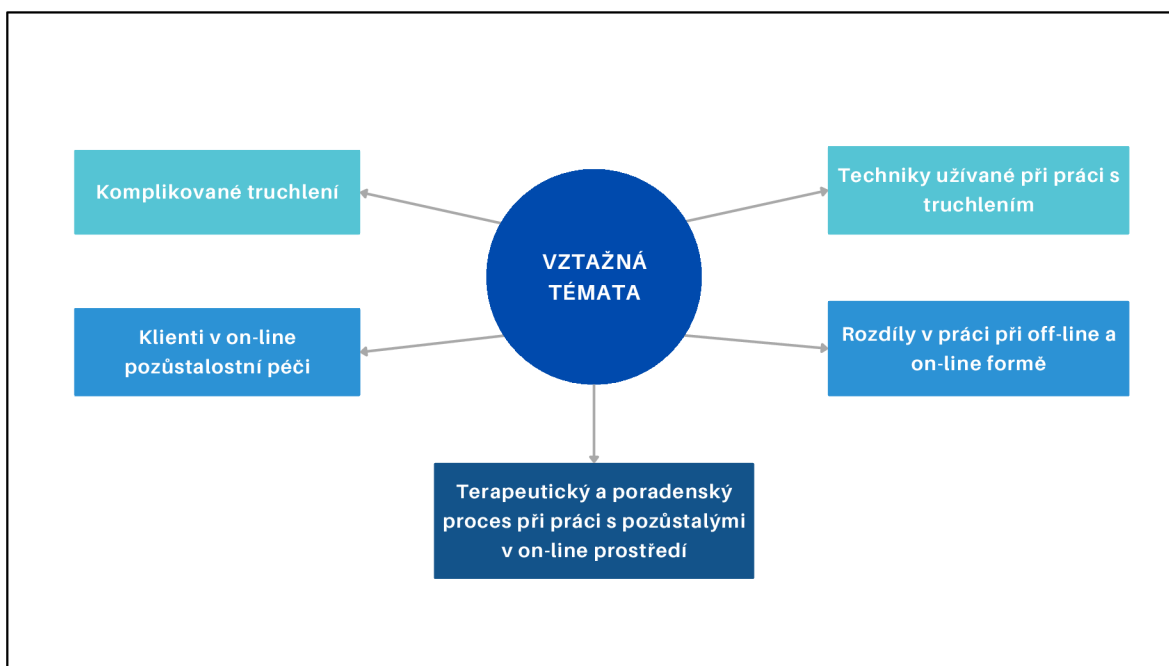 Komplikované truchlení
VZTAŽNÁ
TÉMATA
Techniky užívané při práci s
truchlením
Klienti v on-line
pozůstalostní péči
Rozdíly v práci při off-line a
on-line formě
Terapeutický a poradenský
proces při práci s pozůstalými
v on-line prostředí